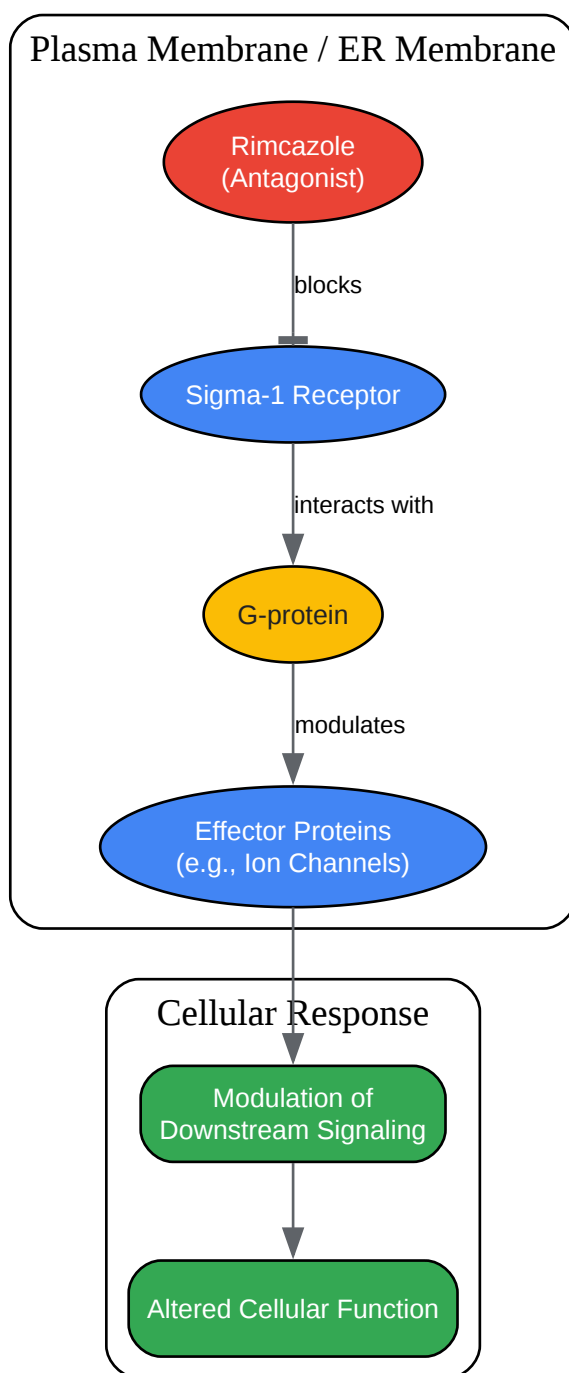 Plasma Membrane / ER Membrane
Rimcazole
(Antagonist)
blocks
Sigma-1 Receptor
interacts with
G-protein
modulates
Effector Proteins
(e.g., Ion Channels)
Cellular Response
Modulation of
Downstream Signaling
Altered Cellular Function